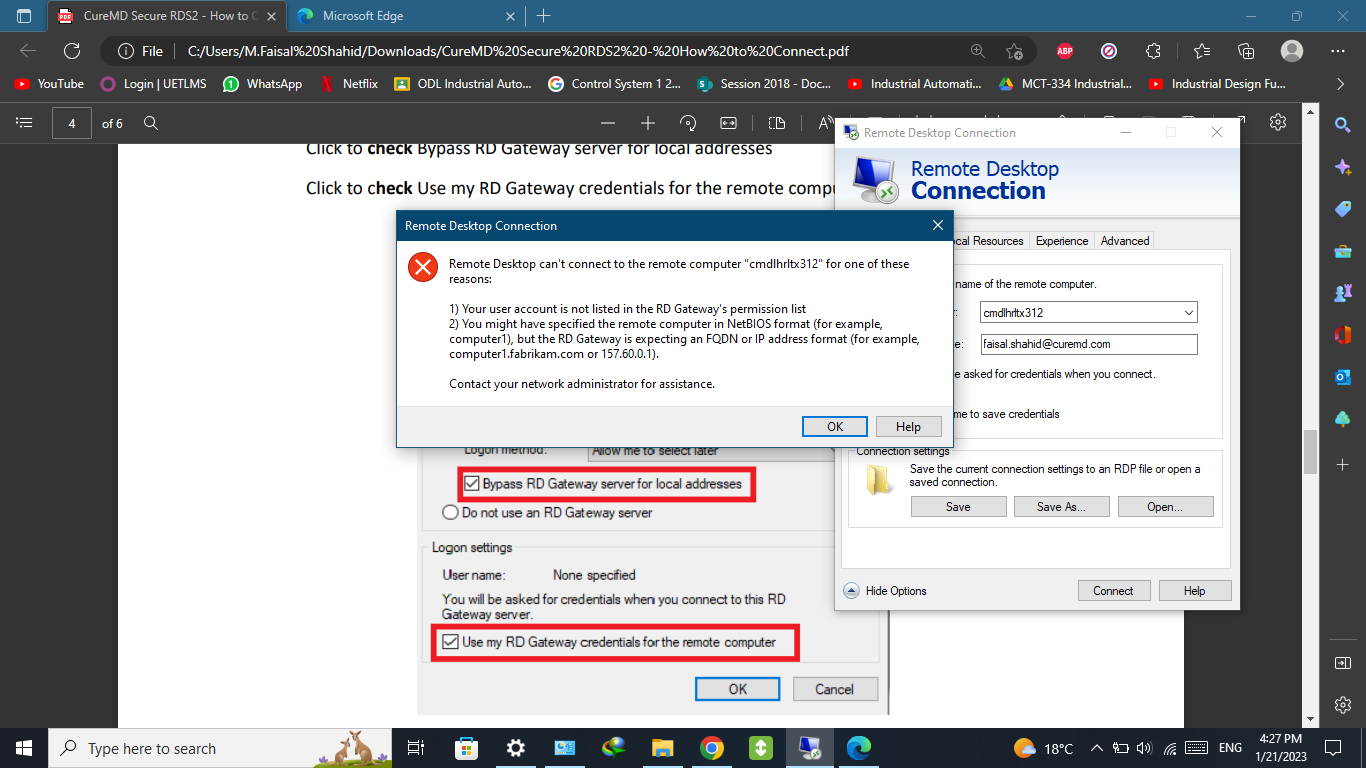 CureMD Secure RDS2 - How to C
Microsoft Edge
File
C:/Users/M.Faisal%20Shahid/Downloads/CureMD%20Secure%20RDS2%20-%20How%20to%20Connect.pdf
ABP
YouTube
Login | UETLMS
WhatsApp
Netflix
ODL Industrial Auto...
Control System 1 2...
Session 2018 - Doc...
Industrial Automati...
MCT-334 Industrial...
Industrial Design Fu...
4 of 6
Click to check Bypass RD Gateway server for local addresses
Click to check Use my RD Gateway credentials for the remote compu
Remote Desktop Connection
Remote Desktop
Connection
ocal Resources
Experience
Advanced
name of the remote computer.
cmdlhrltx312
faisal.shahid@curemd.com
e asked for credentials when you connect.
me to save credentials
Connection settings
Save the current connection settings to an RDP file or open a
saved connection.
Save
Save As...
Open...
Hide Options
Connect
Help
Remote Desktop Connection
Remote Desktop can't connect to the remote computer "cmdlhrltx312" for one of these
reasons:
1) Your user account is not listed in the RD Gateway's permission list
2) You might have specified the remote computer in NetBIOS format (for example,
computer1), but the RD Gateway is expecting an FQDN or IP address format (for example,
computer1.fabrikam.com or 157.60.0.1).
Contact your network administrator for assistance.
OK
Help
Logon method:
Allow me to select later
Bypass RD Gateway server for local addresses
Do not use an RD Gateway server
Logon settings
User name:
None specified
You will be asked for credentials when you connect to this RD
Gateway server.
Use my RD Gateway credentials for the remote computer
OK
Cancel
Type here to search
18°C
ENG
4:27 PM
1/21/2023